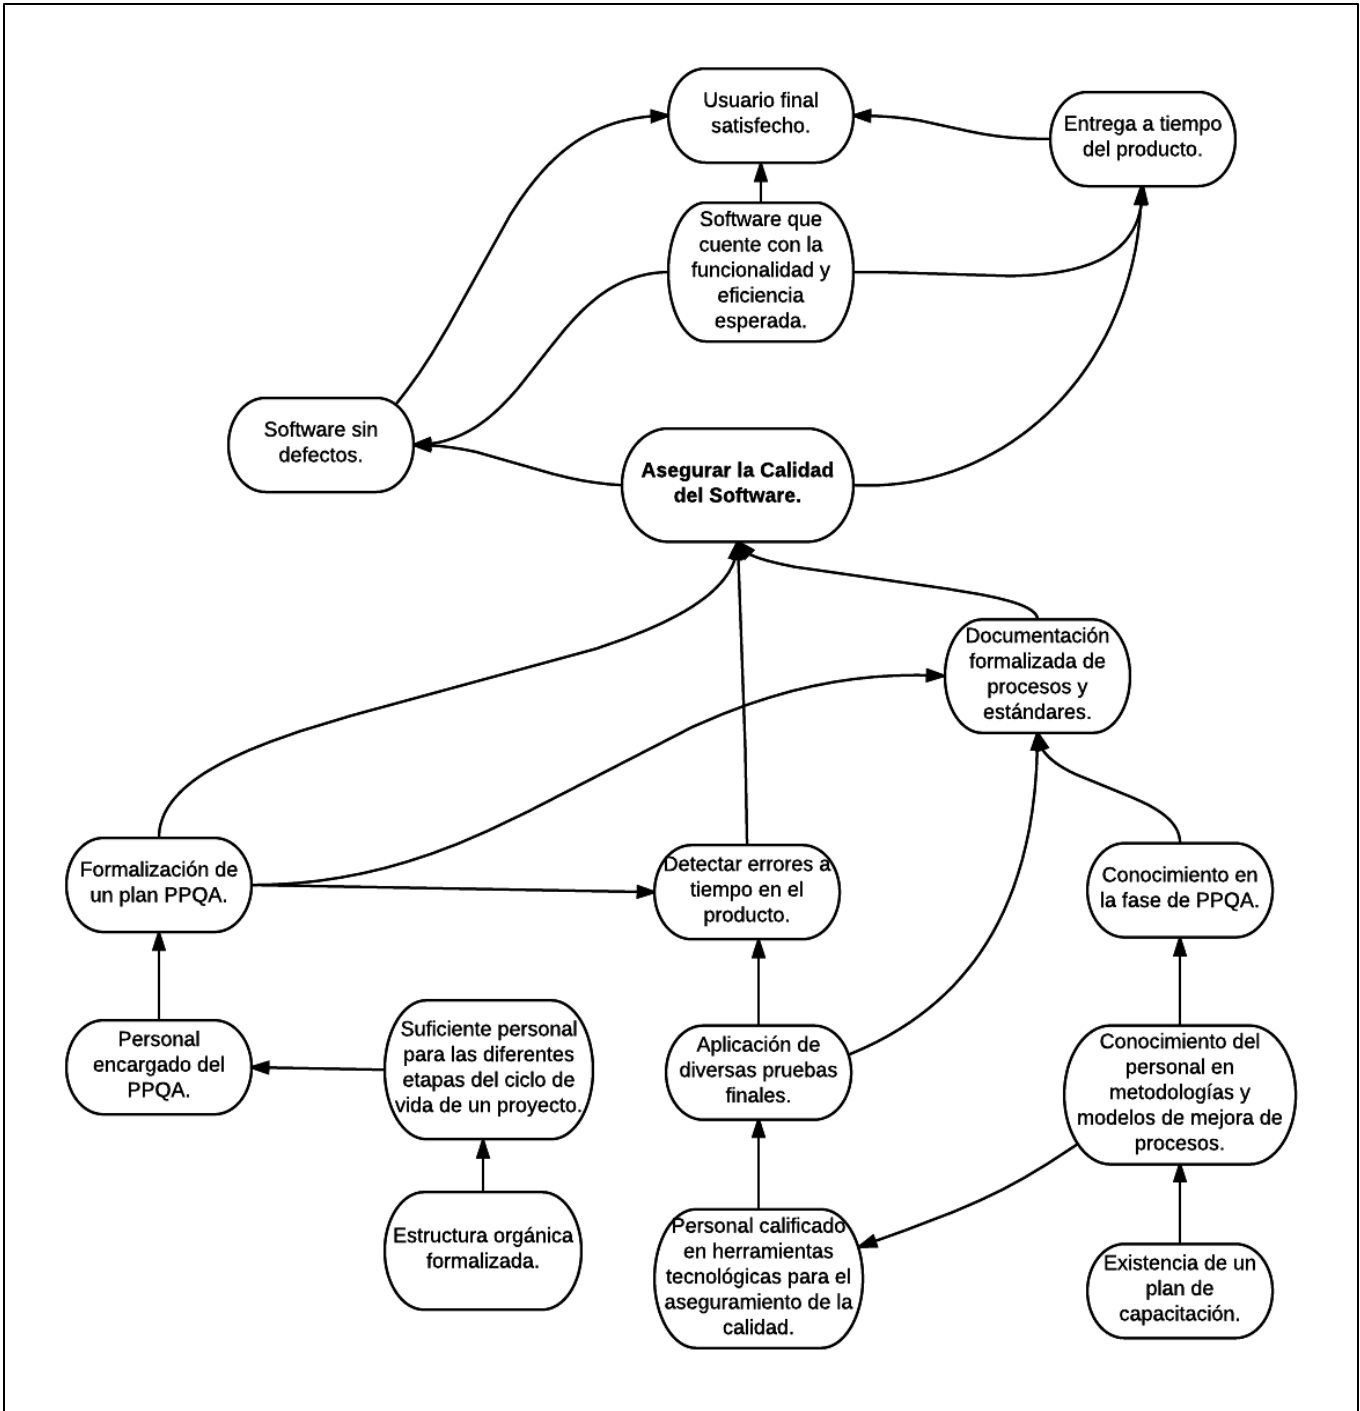 Usuario final
satisfecho.
Entrega a tiempo
del producto.
Software que
cuente con la
funcionalidad y
eficiencia
esperada.
Software sin
defectos.
Asegurar la Calidad
del Software.
Documentación
formalizada de
procesos y
estándares.
Formalización de
un plan PPQA.
Detectar errores a
tiempo en el
producto.
Conocimiento en
la fase de PPQA.
Personal
encargado del
PPQA.
Suficiente personal
para las diferentes
etapas del ciclo de
vida de un proyecto.
Aplicación de
diversas pruebas
finales.
Conocimiento del
personal en
metodologías y
modelos de mejora de
procesos.
Estructura orgánica
formalizada.
Personal calificado
en herramientas
tecnológicas para el
aseguramiento de la
calidad.
Existencia de un
plan de
capacitación.